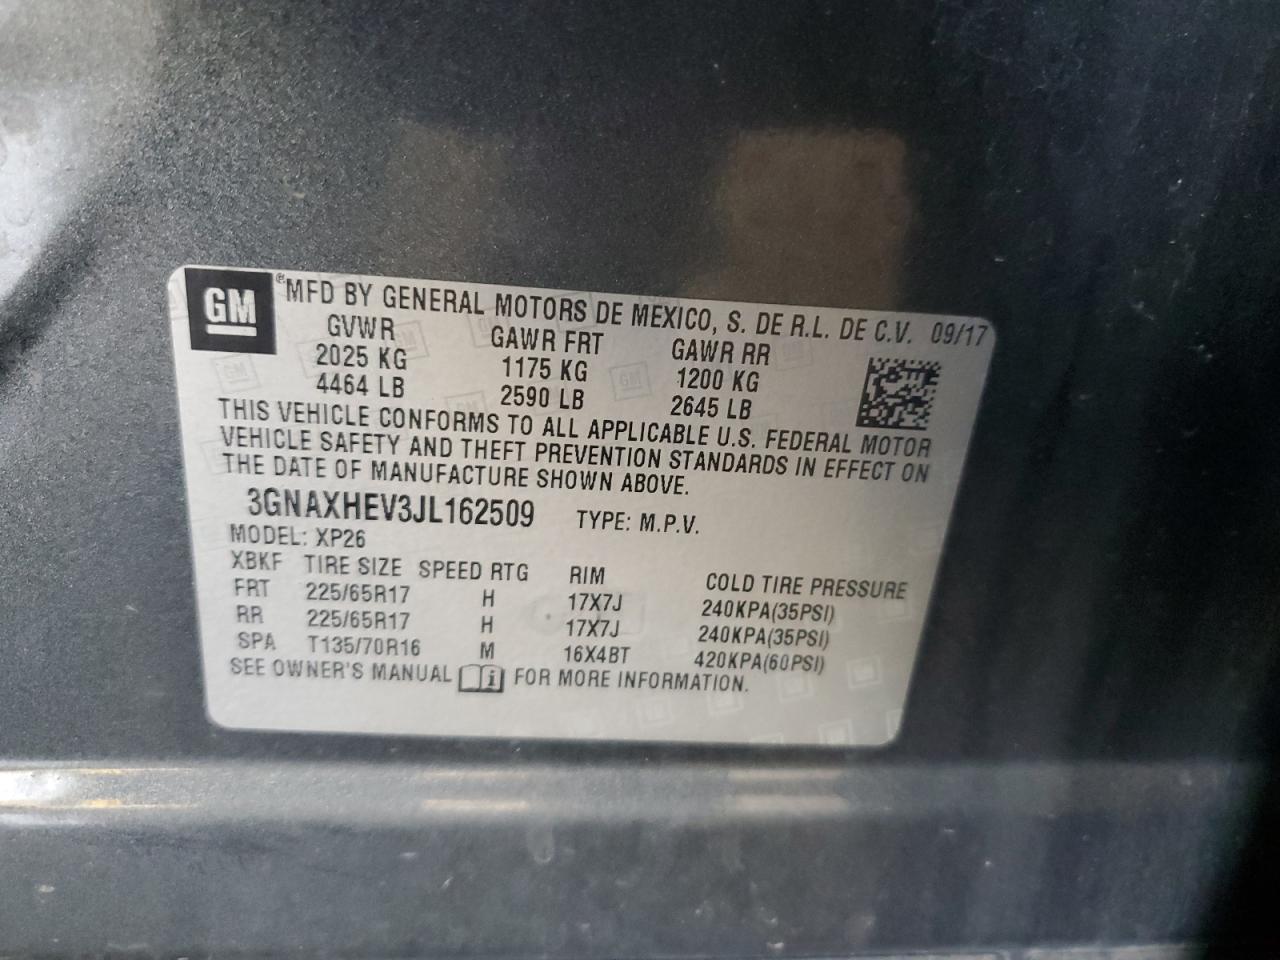 GM ® MFD BY GENERAL MOTORS DE MEXICO, S. DE R.L. DE C.V. 09/17
GVWR GAWR FRT GAWR RR
2025 KG 1175 KG 1200 KG
4464 LB 2590 LB 2645 LB
THIS VEHICLE CONFORMS TO ALL APPLICABLE U.S. FEDERAL MOTOR
VEHICLE SAFETY AND THEFT PREVENTION STANDARDS IN EFFECT ON
THE DATE OF MANUFACTURE SHOWN ABOVE.
3GNAXHEV3JL162509 TYPE: M.P.V.
MODEL: XP26
XBKF TIRE SIZE SPEED RTG RIM COLD TIRE PRESSURE
FRT 225/65R17 H 17X7J 240KPA(35PSI)
RR 225/65R17 H 17X7J 240KPA(35PSI)
SPA T135/70R16 M 16X4BT 420KPA(60PSI)
SEE OWNER'S MANUAL i FOR MORE INFORMATION.